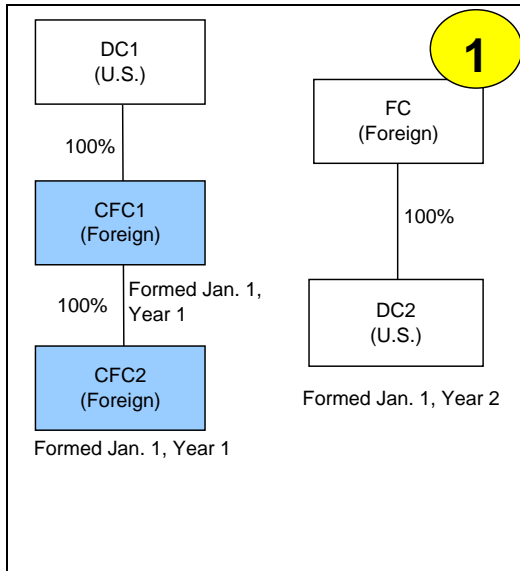 DC1
(U.S.)
1
FC
(Foreign)
100%
CFC1
(Foreign)
100%
Formed Jan. 1,
Year 1
100%
DC2
(U.S.)
CFC2
(Foreign)
Formed Jan. 1, Year 2
Formed Jan. 1, Year 1